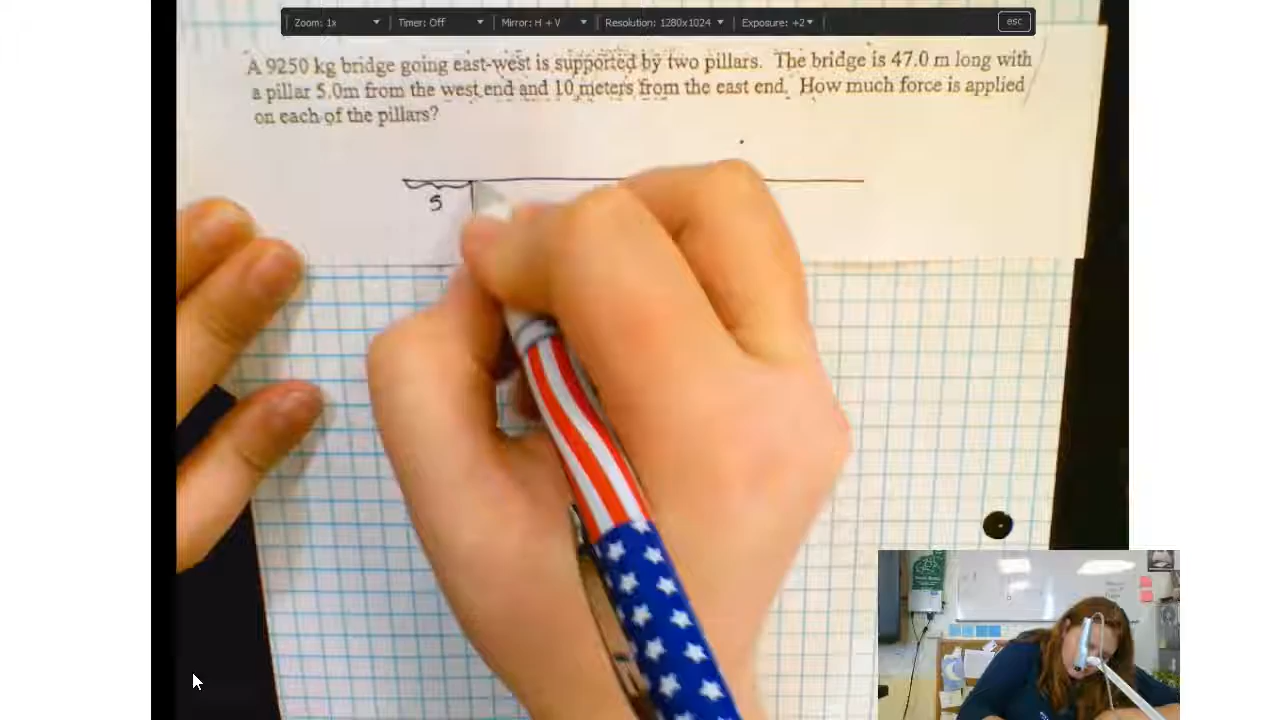 Zoom: 1x Timer: Off Mirror: H + V Resolution: 1280x1024 Exposure: +2 esc
A 9250 kg bridge going east-west is supported by two pillars. The bridge is 47.0 m long with
a pillar 5.0m from the west end and 10 meters from the east end. How much force is applied
on each of the pillars?
5